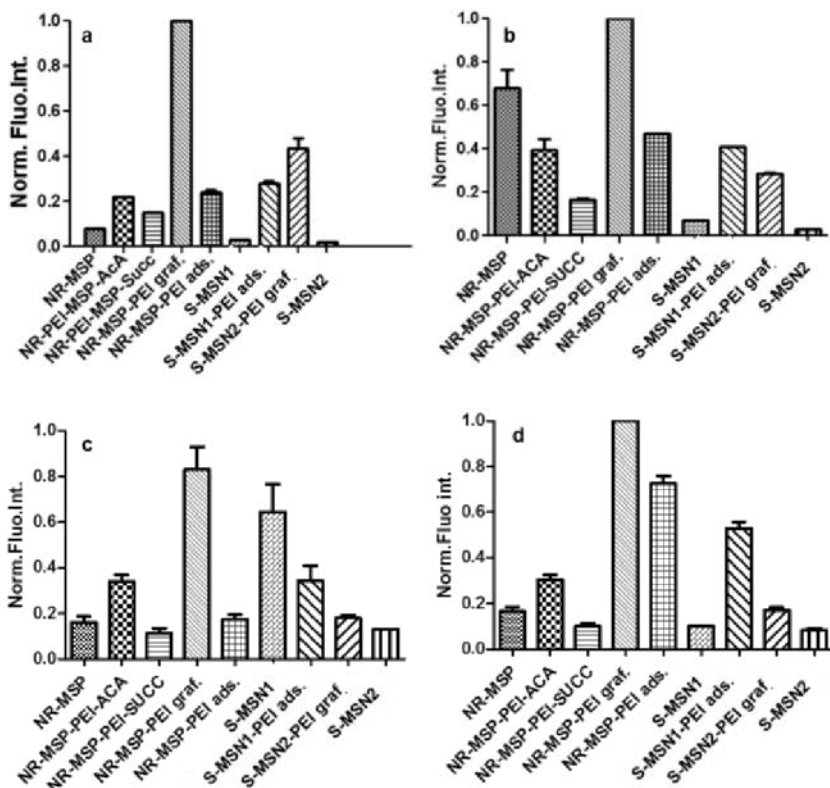 a
Norm. Fluo.Int.
1.0
0.8
0.6
0.4
0.2
0.0
NR-MSP
NR-PEI-MSP-AcA
NR-PEI-MSP-Succ
NR-MSP-PEI graf.
NR-MSP-PEI ads.
S-MSN1
S-MSN1-PEI ads.
S-MSN2-PEI graf
S-MSN2
b
Norm.Fluo.Int.
1.0
0.8
0.6
0.4
0.2
0.0
NR-MSP
NR-MSP-PEI-ACA
NR-MSP-PEI-SUCC
NR-MSP-PEI graf.
NR-MSP-PEI ads.
S-MSN1
S-MSN1-PEI ads.
S-MSN2-PEI graf
S-MSN2
c
Norm.Fluo.Int.
1.0
0.8
0.6
0.4
0.2
0.0
NR-MSP
NR-MSP-PEI-ACA
NR-MSP-PEI-SUCC
NR-MSP-PEI graf.
NR-MSP-PEI ads.
S-MSN1
S-MSN1-PEI ads.
S-MSN2-PEI graf
S-MSN2
d
Norm.Fluo int.
1.0
0.8
0.6
0.4
0.2
0.0
NR-MSP
NR-MSP-PEI-ACA
NR-MSP-PEI-SUCC
NR-MSP-PEI graf.
NR-MSP-PEI ads.
S-MSN1
S-MSN1-PEI ads.
S-MSN2-PEI graf
S-MSN2